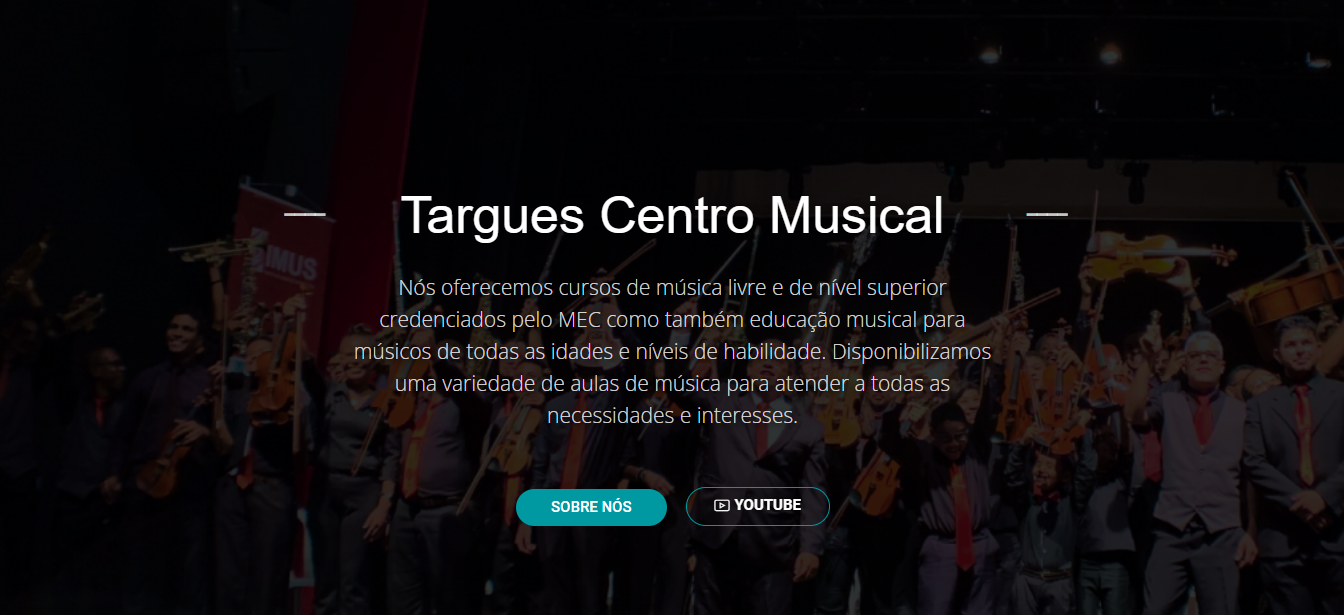 IMUS
Targues Centro Musical
Nós oferecemos cursos de música livre e de nível superior
credenciados pelo MEC como também educação musical para
músicos de todas as idades e níveis de habilidade. Disponibilizamos
uma variedade de aulas de música para atender a todas as
necessidades e interesses.
SOBRE NÓS
YOUTUBE